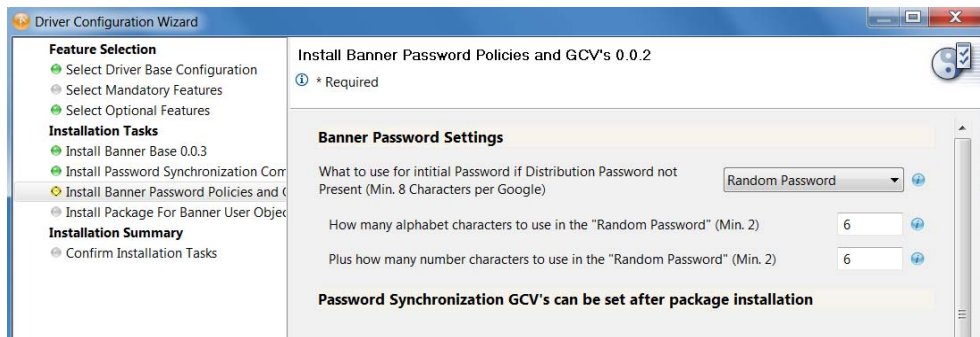 Driver Configuration Wizard
Feature Selection
Select Driver Base Configuration
Select Mandatory Features
Select Optional Features
Installation Tasks
Install Banner Base 0.0.3
Install Password Synchronization Com
Install Banner Password Policies and
Install Package For Banner User Objec
Installation Summary
Confirm Installation Tasks
Install Banner Password Policies and GCV's 0.0.2
* Required
Banner Password Settings
What to use for intitial Password if Distribution Password not
Present (Min. 8 Characters per Google)
Random Password
How many alphabet characters to use in the "Random Password" (Min. 2)
6
Plus how many number characters to use in the "Random Password" (Min. 2)
6
Password Synchronization GCV's can be set after package installation